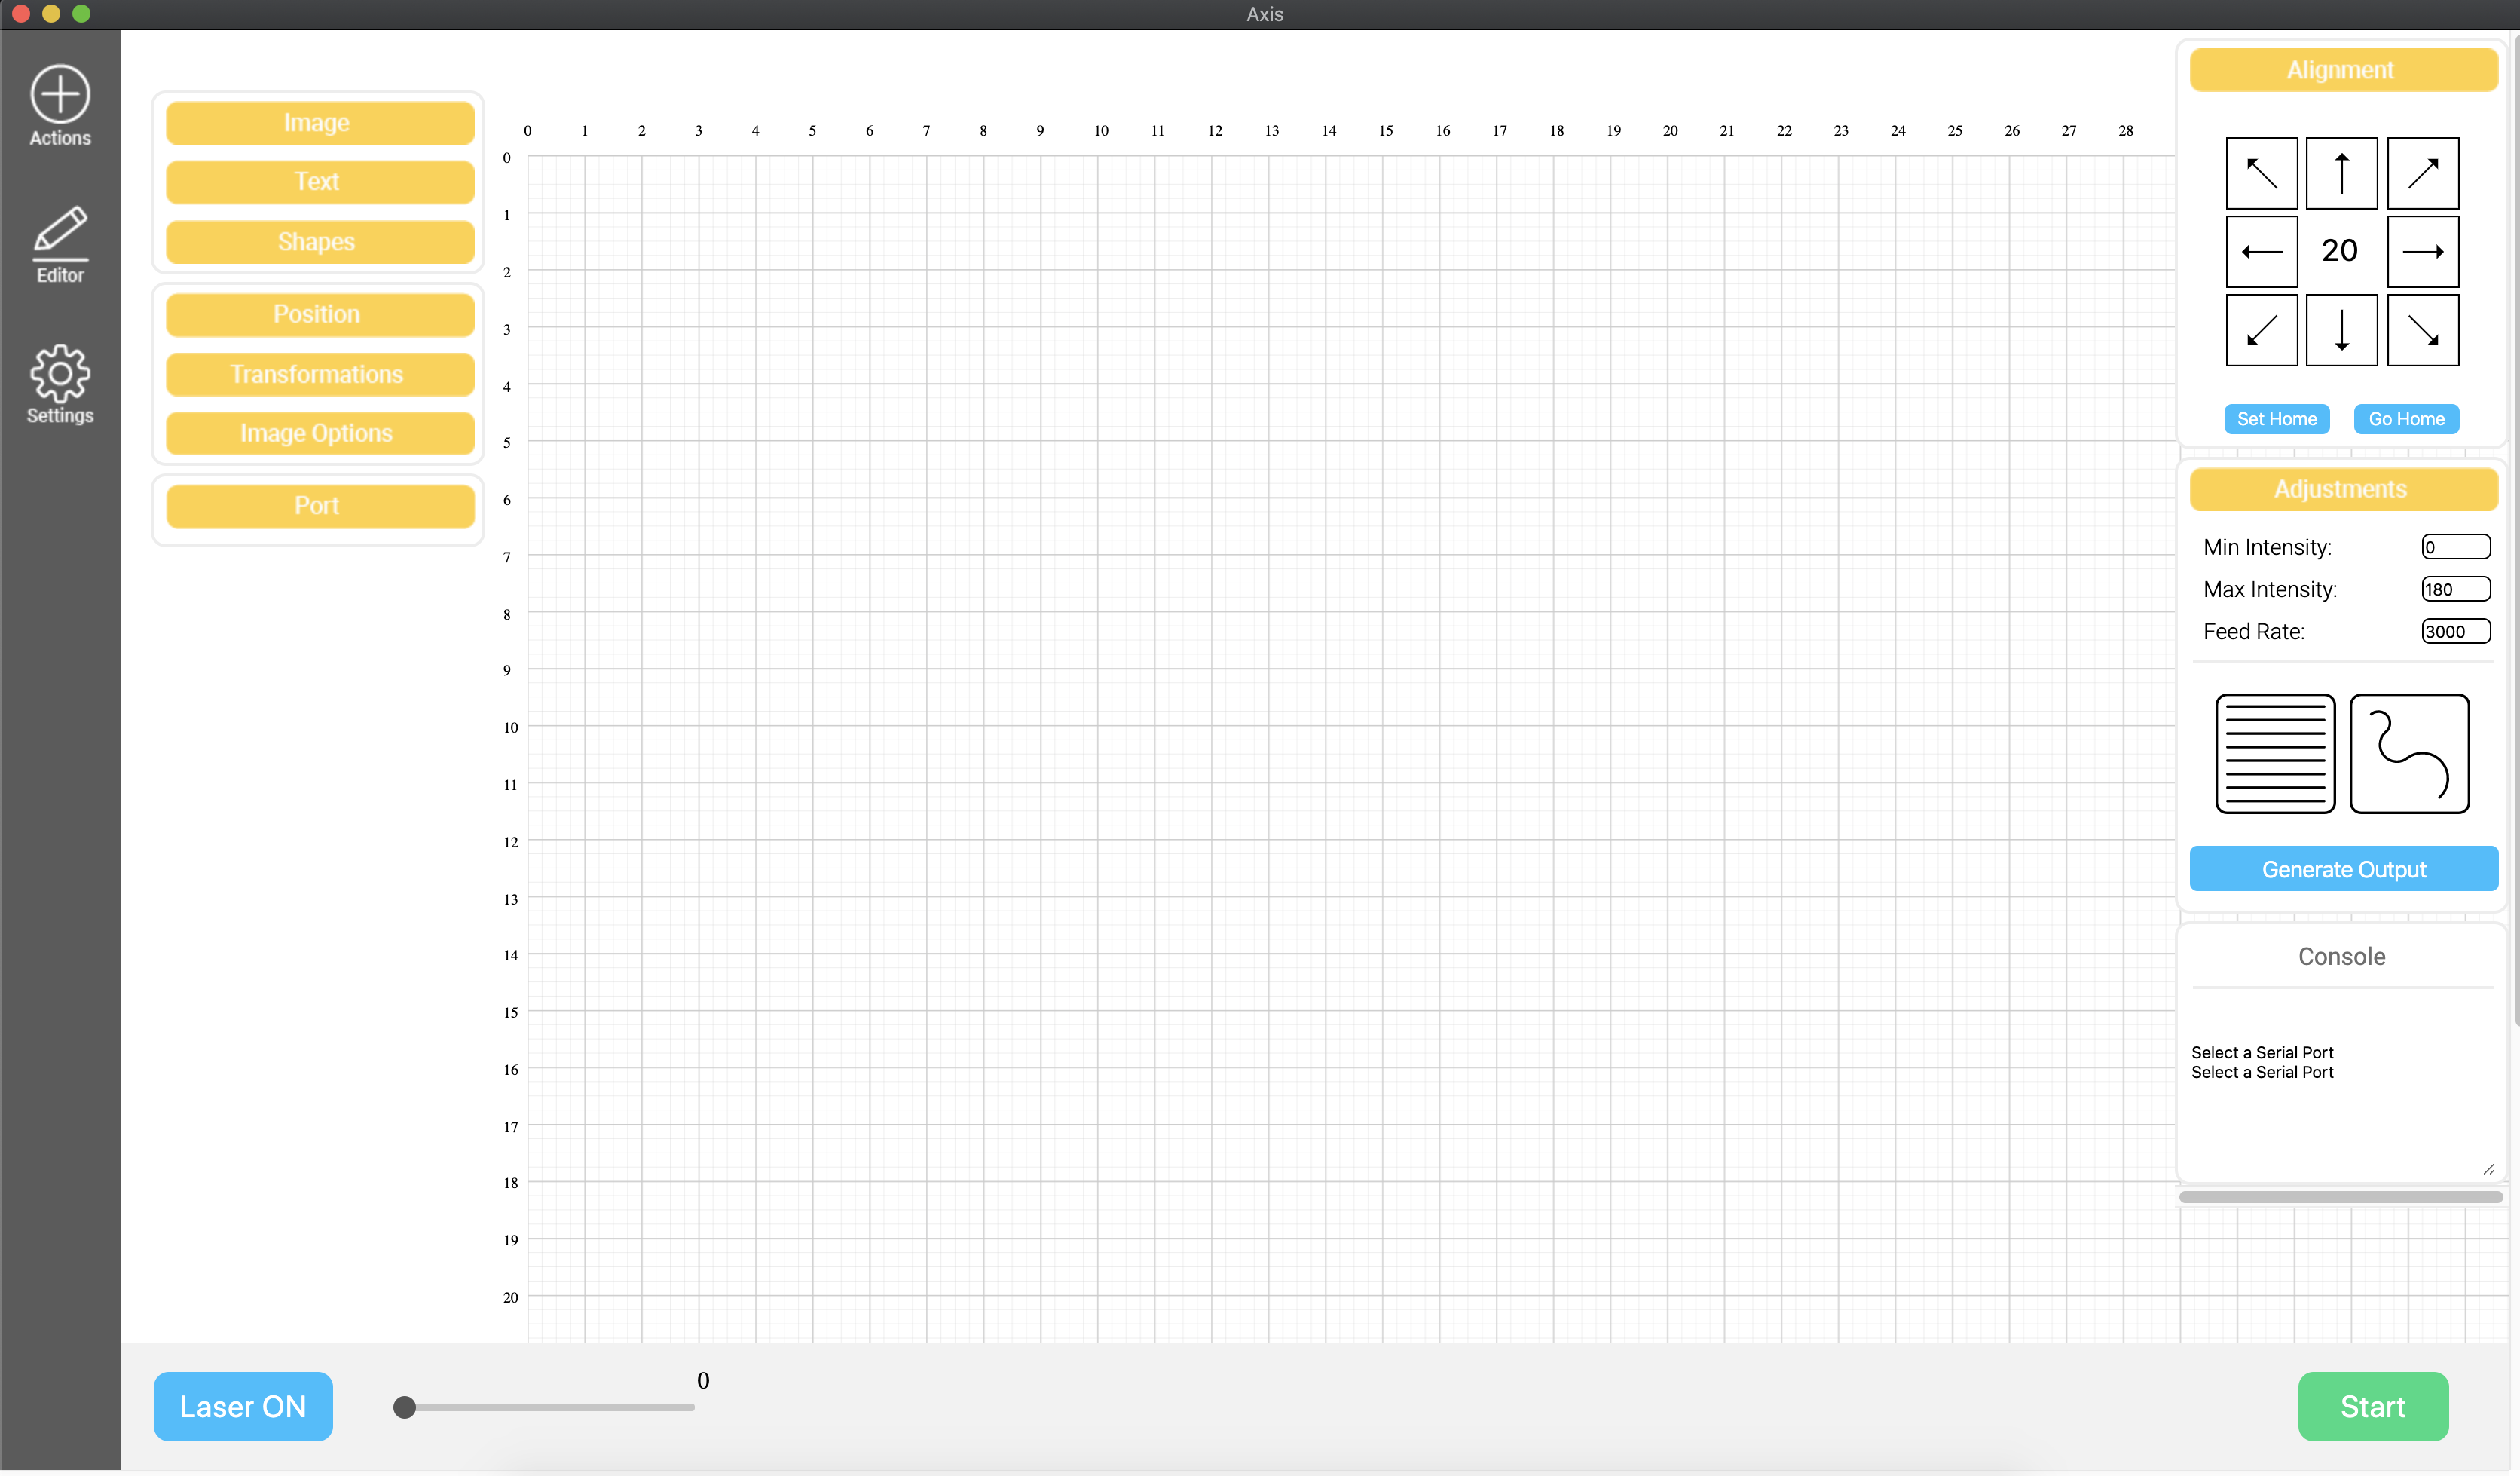 Axis
Actions
Editor
Settings
Image
Text
Shapes
Position
Transformations
Image Options
Port
0 1 2 3 4 5 6 7 8 9 10 11 12 13 14 15 16 17 18 19 20 21 22 23 24 25 26 27 28
0
1
2
3
4
5
6
7
8
9
10
11
12
13
14
15
16
17
18
19
20
Alignment
20
Set Home Go Home
Adjustments
Min Intensity: 0
Max Intensity: 180
Feed Rate: 3000
Generate Output
Console
Select a Serial Port
Select a Serial Port
Laser ON
0
Start